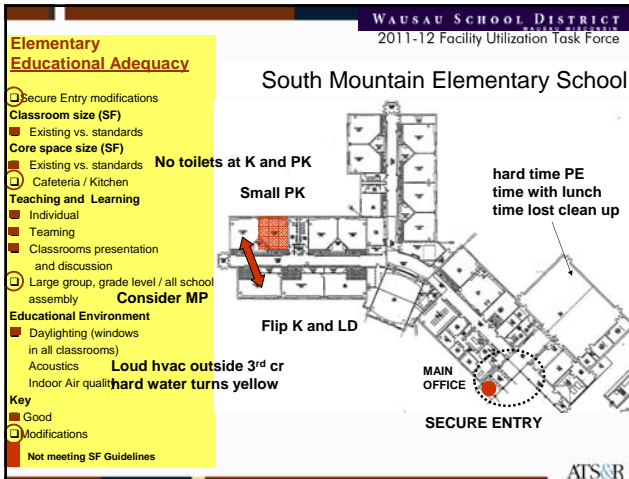 WAUSAU SCHOOL DISTRICT
WAUSAU WISCONSIN
2011-12 Facility Utilization Task Force
Elementary
Educational Adequacy
South Mountain Elementary School
Secure Entry modifications
Classroom size (SF)
Existing vs. standards
Core space size (SF)
Existing vs. standards
Cafeteria / Kitchen
Teaching and Learning
Individual
Teaming
Classrooms presentation
and discussion
Large group, grade level / all school
assembly
Educational Environment
Daylighting (windows
in all classrooms)
Acoustics
Indoor Air quality
Key
Good
Modifications
Not meeting SF Guidelines
No toilets at K and PK
Small PK
hard time PE
time with lunch
time lost clean up
Consider MP
Flip K and LD
Loud hvac outside 3rd cr
hard water turns yellow
MAIN
OFFICE
SECURE ENTRY
ATS&R